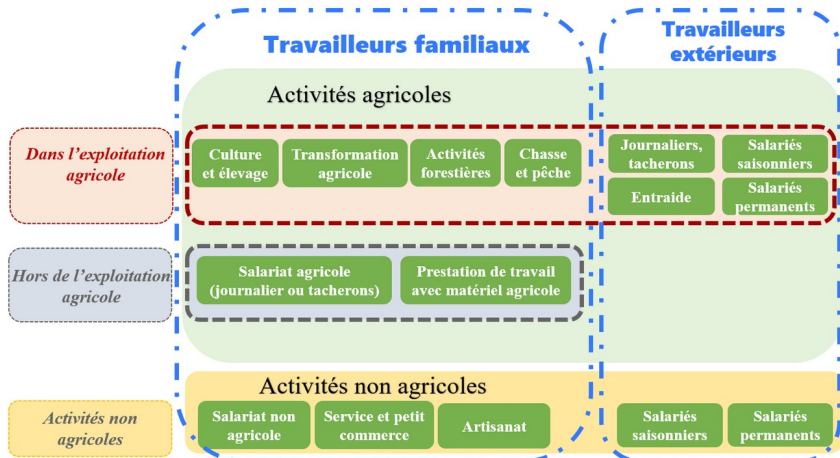 Travailleurs familiaux
Travailleurs
extérieurs
Activités agricoles
Dans l'exploitation
agricole
Culture
et élevage
Transformation
agricole
Activités
forestières
Chasse
et pêche
Journaliers,
tacherons
Salariés
saisonniers
Entraide
Salariés
permanents
Hors de l'exploitation
agricole
Salariat agricole
(journalier ou tacherons)
Prestation de travail
avec matériel agricole
Activités non agricoles
Activités non
agricoles
Salariat non
agricole
Service et petit
commerce
Artisanat
Salariés
saisonniers
Salariés
permanents